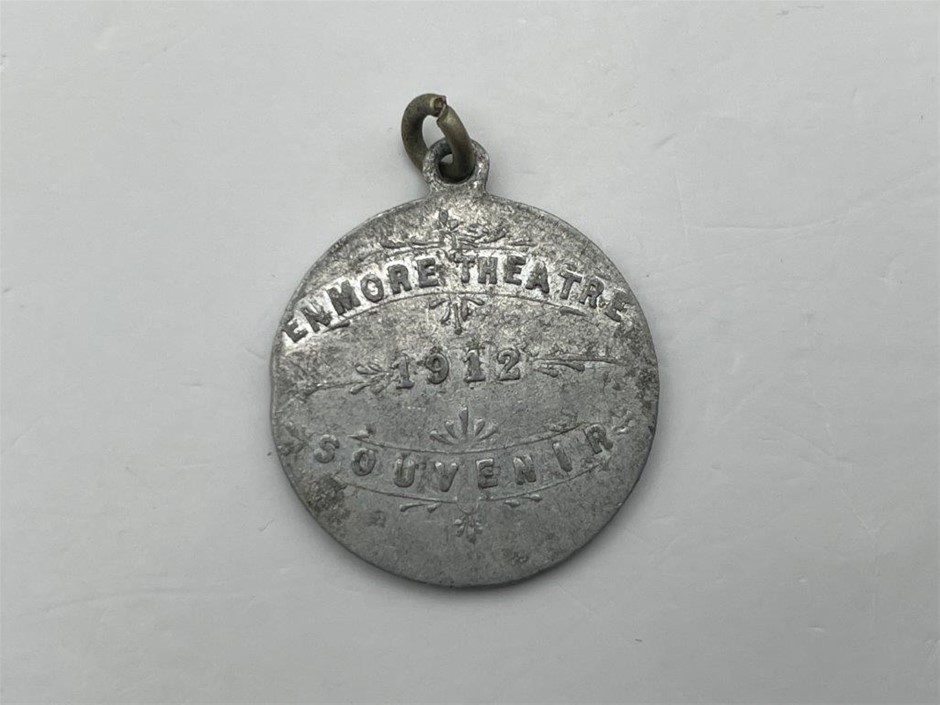 ENMORE THEATRE
1912
SOUVENIR